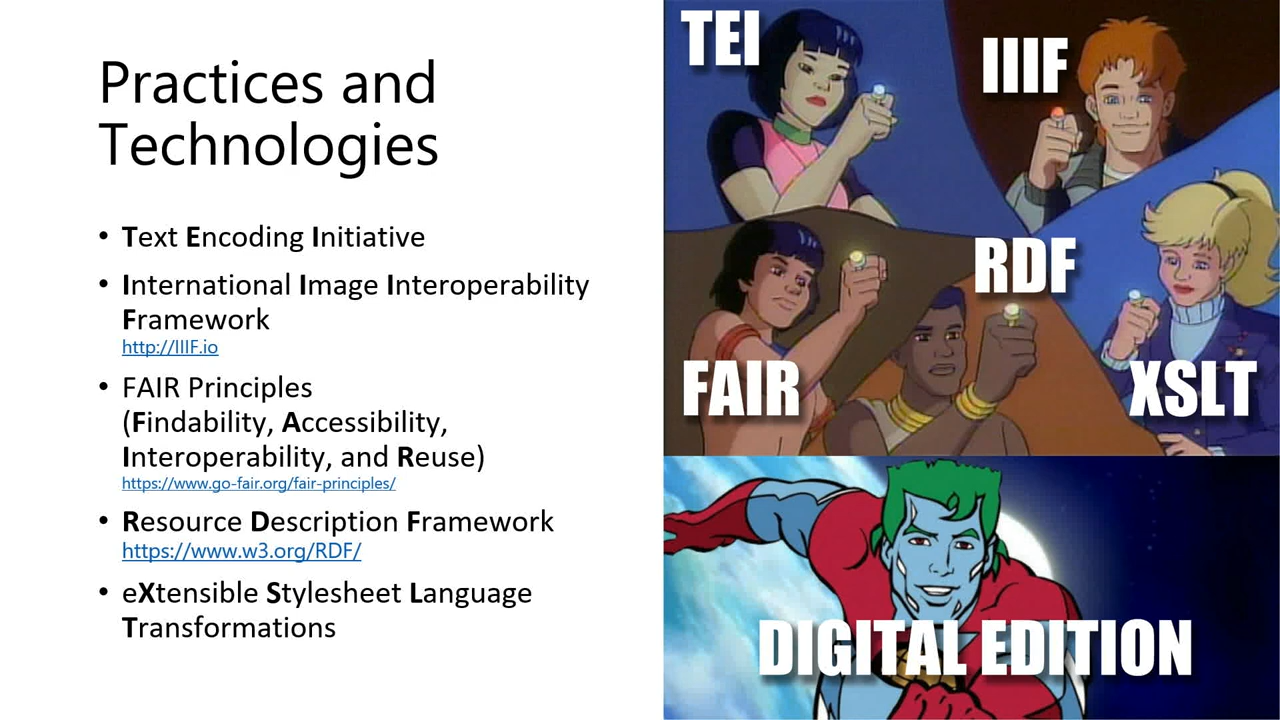 Practices and
Technologies
• Text Encoding Initiative
• International Image Interoperability
Framework
http://IIIF.io
• FAIR Principles
(Findability, Accessibility,
Interoperability, and Reuse)
https://www.go-fair.org/fair-principles/
• Resource Description Framework
https://www.w3.org/RDF/
• eXtensible Stylesheet Language
Transformations
TEI
IIIF
RDF
FAIR
XSLT
DIGITAL EDITION